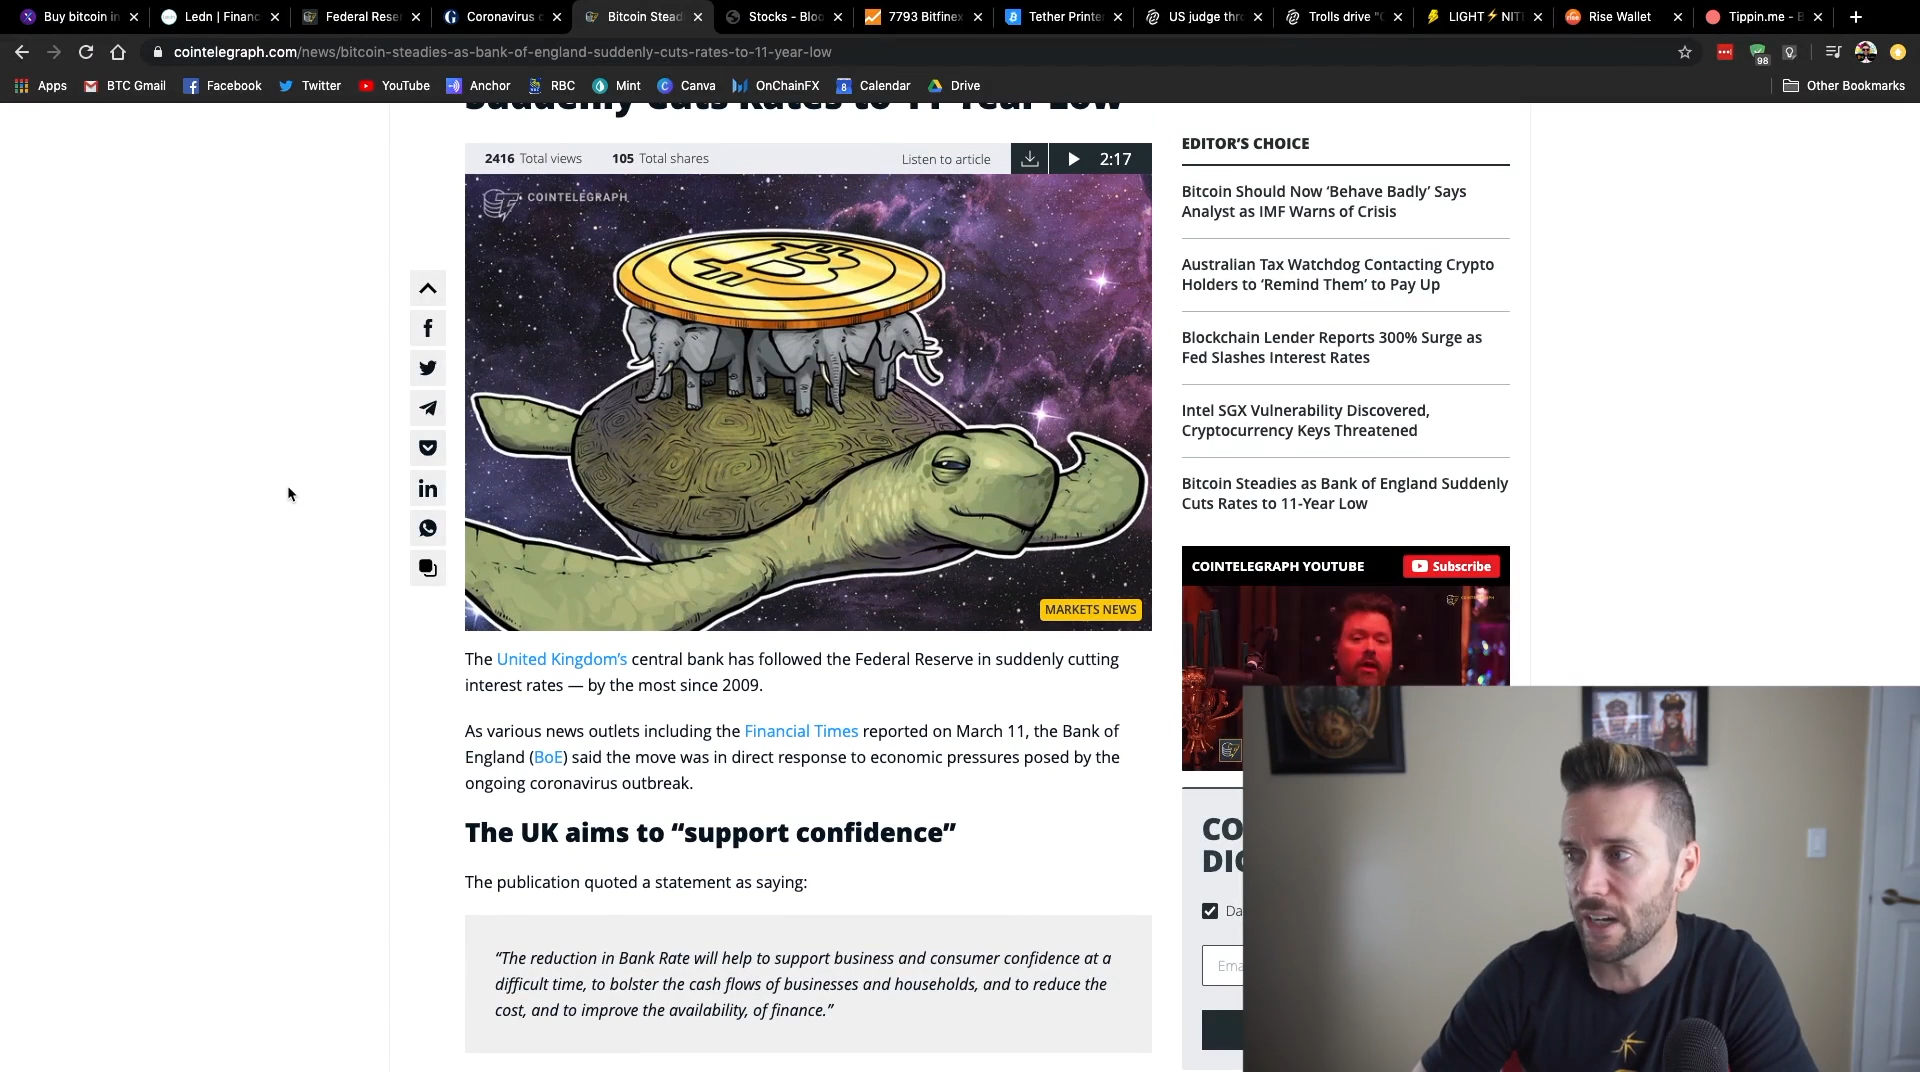 Buy bitcoin in
Ledn | Financ
Federal Reser
Coronavirus c
Bitcoin Stead
Stocks - Bloo
7793 Bitfinex
Tether Printe
US judge thro
Trolls drive "C
LIGHT⚡NITE
Rise Wallet
Tippin.me - B
cointelegraph.com/news/bitcoin-steadies-as-bank-of-england-suddenly-cuts-rates-to-11-year-low
98
Apps
BTC Gmail
Facebook
Twitter
YouTube
Anchor
RBC
Mint
Canva
OnChainFX
Calendar
Drive
Other Bookmarks
Suddenly Cuts Rates to 11-Year Low
2416 Total views 105 Total shares
Listen to article
2:17
COINTELEGRAPH
MARKETS NEWS
The United Kingdom’s central bank has followed the Federal Reserve in suddenly cutting
interest rates — by the most since 2009.
As various news outlets including the Financial Times reported on March 11, the Bank of
England (BoE) said the move was in direct response to economic pressures posed by the
ongoing coronavirus outbreak.
The UK aims to “support confidence”
The publication quoted a statement as saying:
“The reduction in Bank Rate will help to support business and consumer confidence at a
difficult time, to bolster the cash flows of businesses and households, and to reduce the
cost, and to improve the availability, of finance.”
EDITOR’S CHOICE
Bitcoin Should Now ‘Behave Badly’ Says
Analyst as IMF Warns of Crisis
Australian Tax Watchdog Contacting Crypto
Holders to ‘Remind Them’ to Pay Up
Blockchain Lender Reports 300% Surge as
Fed Slashes Interest Rates
Intel SGX Vulnerability Discovered,
Cryptocurrency Keys Threatened
Bitcoin Steadies as Bank of England Suddenly
Cuts Rates to 11-Year Low
COINTELEGRAPH YOUTUBE
Subscribe
CO
DIG
Da
Ema